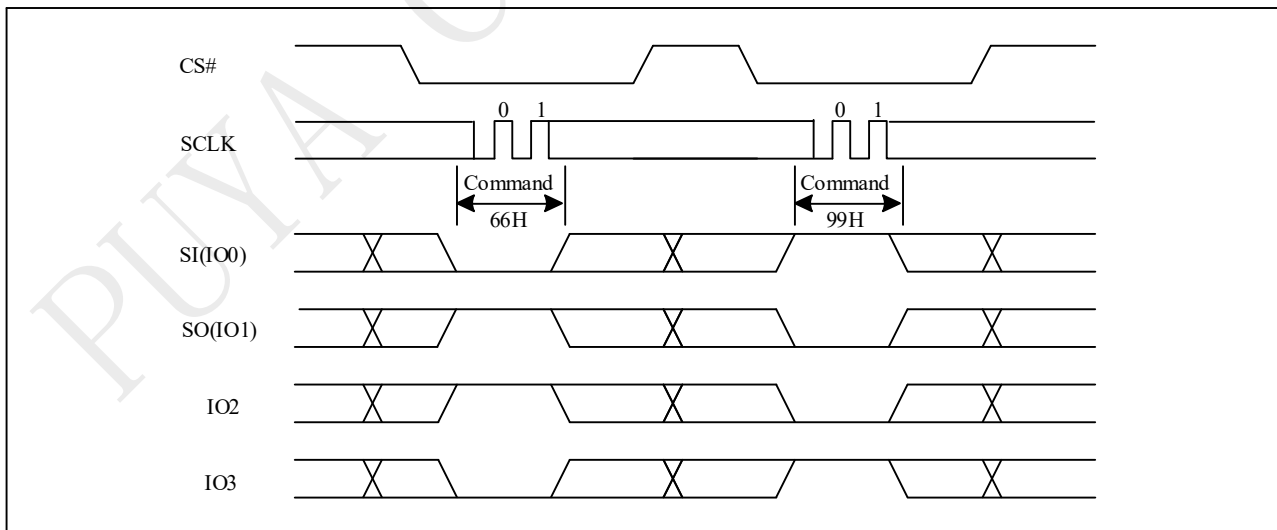 PUYA
CS#
0 1 0 1
SCLK
Command Command
66H 99H
SI(IO0)
SO(IO1)
IO2
IO3